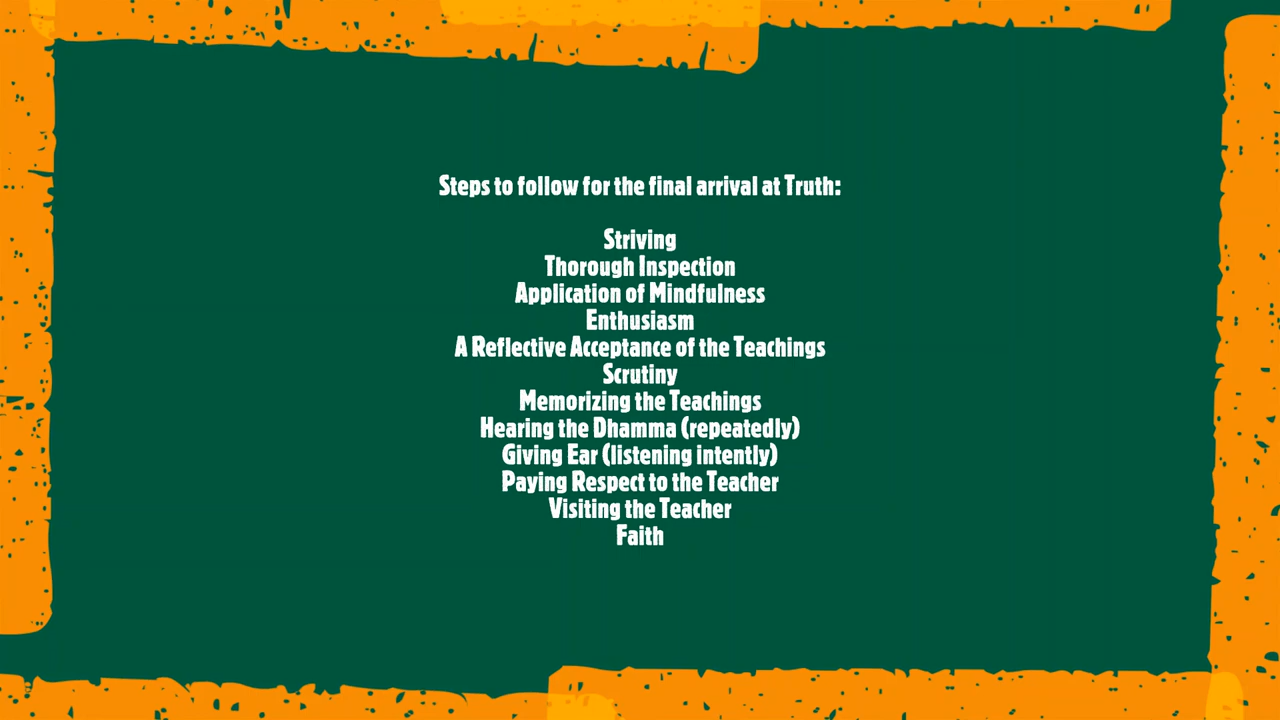 Steps to follow for the final arrival at Truth:
Striving
Thorough Inspection
Application of Mindfulness
Enthusiasm
A Reflective Acceptance of the Teachings
Scrutiny
Memorizing the Teachings
Hearing the Dhamma (repeatedly)
Giving Ear (listening intently)
Paying Respect to the Teacher
Visiting the Teacher
Faith